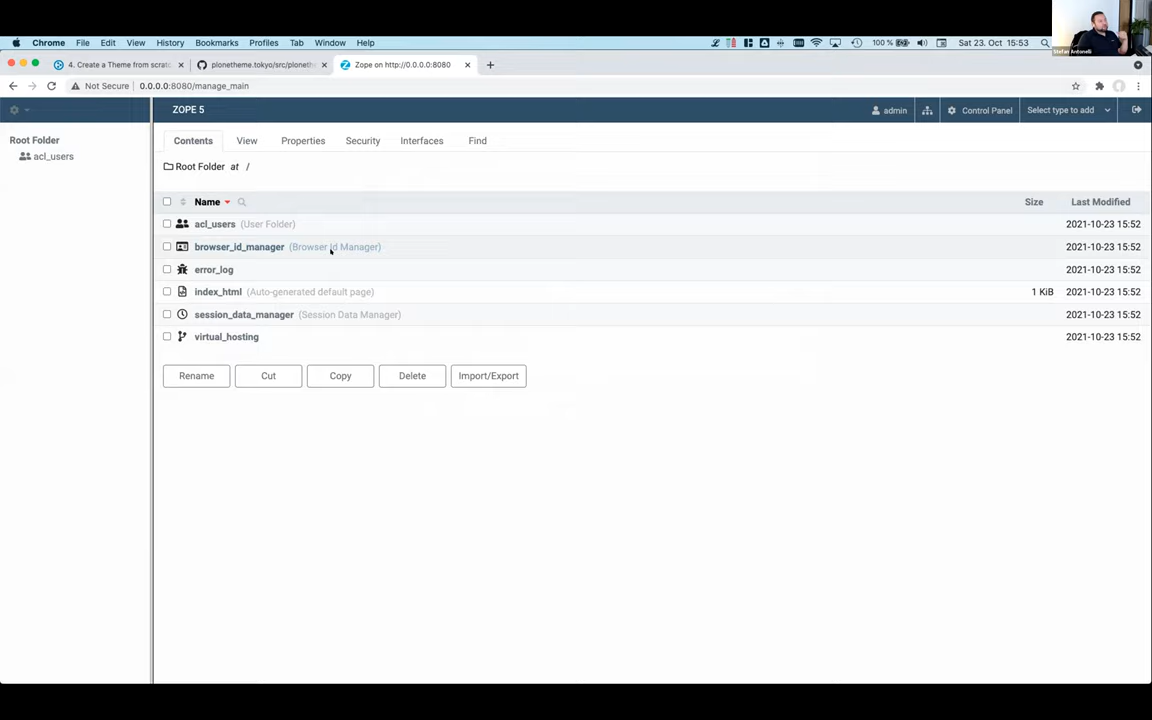 Chrome File Edit View History Bookmarks Profiles Tab Window Help 100 % Sat 23. Oct 15:53
Stefan Antonelli
4. Create a Theme from scrat
plonetheme.tokyo/src/ploneth
Zope on http://0.0.0.0:8080
Not Secure 0.0.0.0:8080/manage_main
ZOPE 5 admin Control Panel Select type to add
Root Folder
acl_users
Contents View Properties Security Interfaces Find
Root Folder at /
Name Size Last Modified
acl_users (User Folder) 2021-10-23 15:52
browser_id_manager (Browser Id Manager) 2021-10-23 15:52
error_log 2021-10-23 15:52
index_html (Auto-generated default page) 1 KiB 2021-10-23 15:52
session_data_manager (Session Data Manager) 2021-10-23 15:52
virtual_hosting 2021-10-23 15:52
Rename Cut Copy Delete Import/Export